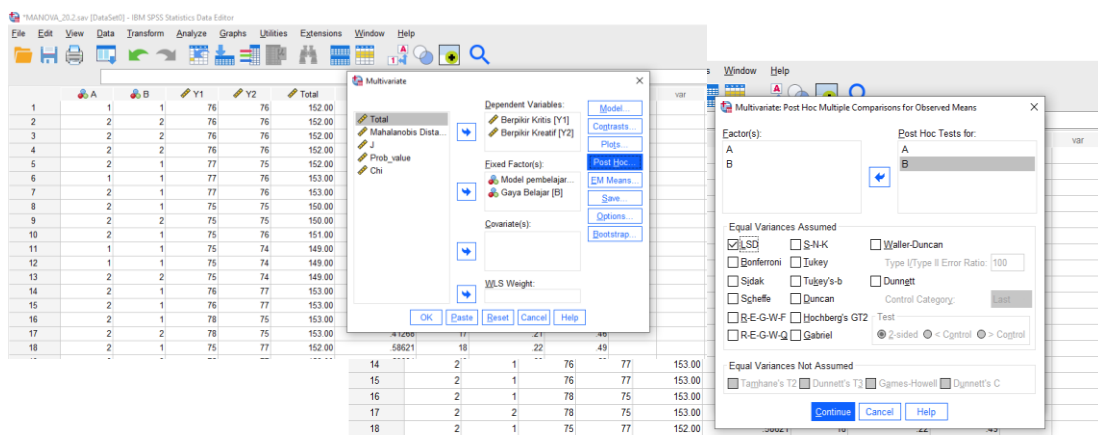 *MANOVA_20.2.sav [DataSet0] - IBM SPSS Statistics Data Editor
File Edit View Data Transform Analyze Graphs Utilities Extensions Window Help
A B Y1 Y2 Total
1 1 1 76 76 152.00
2 2 2 76 76 152.00
3 2 2 76 76 152.00
4 2 2 76 76 152.00
5 2 1 77 75 152.00
6 1 1 77 76 153.00
7 2 1 77 76 153.00
8 2 1 75 75 150.00
9 2 2 75 75 150.00
10 2 1 75 76 151.00
11 1 1 75 74 149.00
12 1 1 75 74 149.00
13 2 2 75 74 149.00
14 2 1 76 77 153.00
15 2 1 76 77 153.00
16 2 1 78 75 153.00
17 2 2 78 75 153.00
18 2 1 75 77 152.00
.41268 17 .21 .46
.58621 18 .22 .49
Multivariate
Total
Mahalanobis Dista...
J
Prob_value
Chi
Dependent Variables:
Berpikir Kritis [Y1]
Berpikir Kreatif [Y2]
Fixed Factor(s):
Model pembelajar...
Gaya Belajar [B]
Covariate(s):
WLS Weight:
Model...
Contrasts...
Plots...
Post Hoc...
EM Means...
Save...
Options...
Bootstrap...
OK Paste Reset Cancel Help
var
14 2 1 76 77 153.00
15 2 1 76 77 153.00
16 2 1 78 75 153.00
17 2 2 78 75 153.00
18 2 1 75 77 152.00
s Window Help
var
Multivariate: Post Hoc Multiple Comparisons for Observed Means
Factor(s):
A
B
Post Hoc Tests for:
A
B
Equal Variances Assumed
LSD S-N-K Waller-Duncan
Bonferroni Tukey Type I/Type II Error Ratio: 100
Sidak Tukey's-b Dunnett
Scheffe Duncan Control Category: Last
R-E-G-W-F Hochberg's GT2 Test
R-E-G-W-Q Gabriel 2-sided < Control > Control
Equal Variances Not Assumed
Tamhane's T2 Dunnett's T3 Games-Howell Dunnett's C
Continue Cancel Help